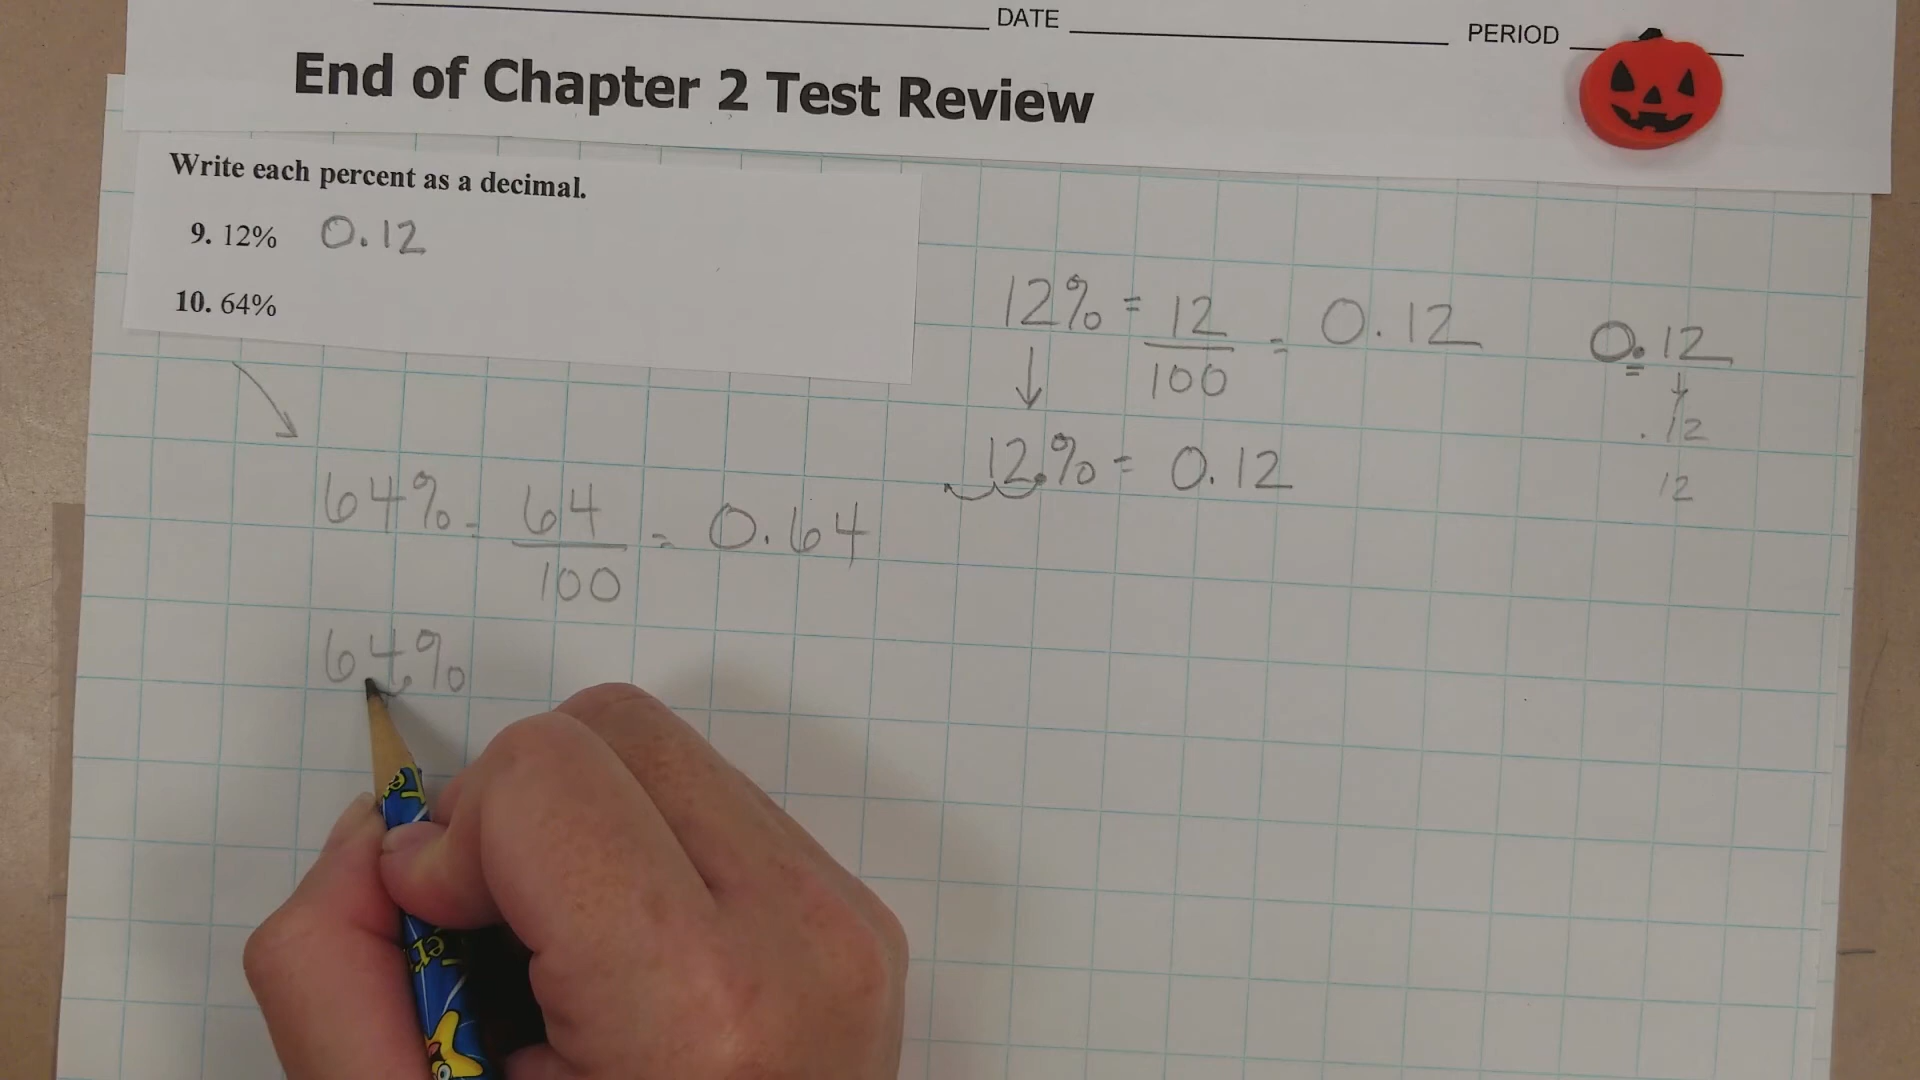 DATE PERIOD
End of Chapter 2 Test Review
Write each percent as a decimal.
9. 12% 0.12
10. 64%
12% = 12/100 = 0.12
0.12
.12
12
12.% = 0.12
64% = 64/100 = 0.64
64.%